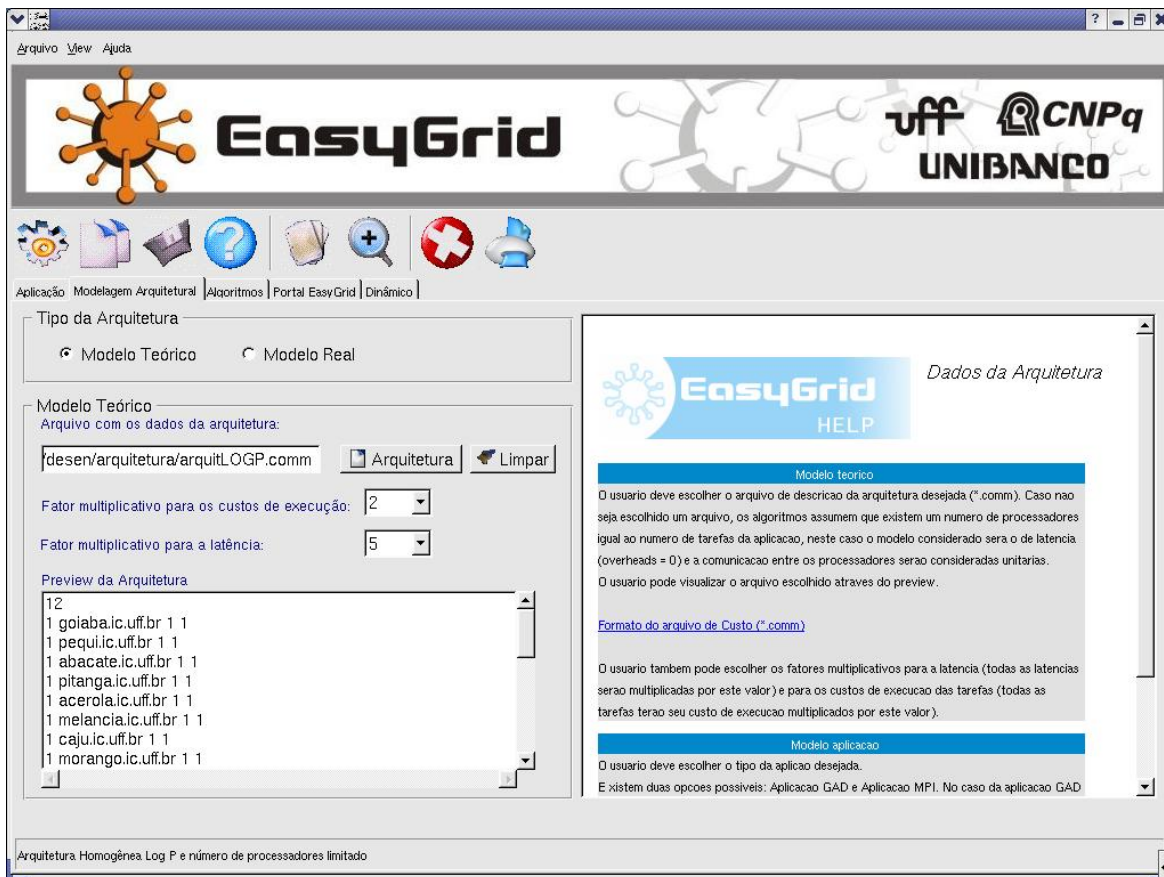 Arquivo View Ajuda
EasyGrid
uff CNPq
UNIBANCO
Aplicação Modelagem Arquitetural Algoritmos Portal EasyGrid Dinâmico
Tipo da Arquitetura
Modelo Teórico Modelo Real
Modelo Teórico
Arquivo com os dados da arquitetura:
/desen/arquitetura/arquitLOGP.comm Arquitetura Limpar
Fator multiplicativo para os custos de execução: 2
Fator multiplicativo para a latência: 5
Preview da Arquitetura
12
1 goiaba.ic.uff.br 1 1
1 pequi.ic.uff.br 1 1
1 abacate.ic.uff.br 1 1
1 pitanga.ic.uff.br 1 1
1 acerola.ic.uff.br 1 1
1 melancia.ic.uff.br 1 1
1 caju.ic.uff.br 1 1
1 morango.ic.uff.br 1 1
EasyGrid
HELP
Dados da Arquitetura
Modelo teorico
O usuario deve escolher o arquivo de descricao da arquitetura desejada (*.comm). Caso nao
seja escolhido um arquivo, os algoritmos assumem que existem um numero de processadores
igual ao numero de tarefas da aplicacao, neste caso o modelo considerado sera o de latencia
(overheads = 0) e a comunicacao entre os processadores serao consideradas unitarias.
O usuario pode visualizar o arquivo escolhido atraves do preview.
Formato do arquivo de Custo (*.comm)
O usuario tambem pode escolher os fatores multiplicativos para a latencia (todas as latencias
serao multiplicadas por este valor) e para os custos de execucao das tarefas (todas as
tarefas terao seu custo de execucao multiplicados por este valor).
Modelo aplicacao
O usuario deve escolher o tipo da aplicao desejada.
E xistem duas opcoes possiveis: Aplicacao GAD e Aplicacao MPI. No caso da aplicacao GAD
Arquitetura Homogênea Log P e número de processadores limitado